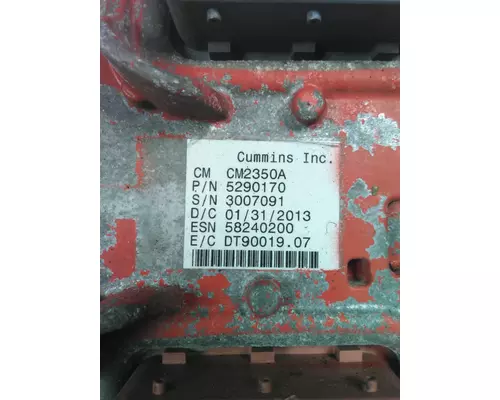 Cummins Inc.
CM CM2350A
P/N 5290170
S/N 3007091
D/C 01/31/2013
ESN 58240200
E/C DT90019.07